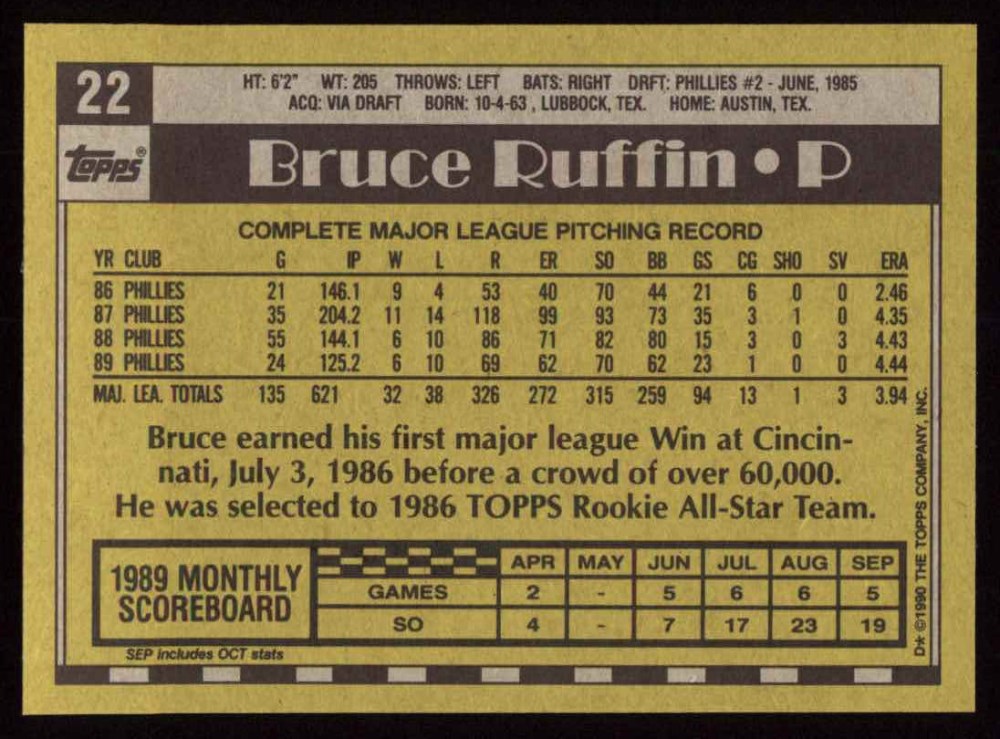 22
HT: 6'2" WT: 205 THROWS: LEFT BATS: RIGHT DRFT: PHILLIES #2 - JUNE, 1985
ACQ: VIA DRAFT BORN: 10-4-63 , LUBBOCK, TEX. HOME: AUSTIN, TEX.
topps®
Bruce Ruffin • P
COMPLETE MAJOR LEAGUE PITCHING RECORD
YR CLUB G IP W L R ER SO BB GS CG SHO SV ERA
86 PHILLIES 21 146.1 9 4 53 40 70 44 21 6 0 0 2.46
87 PHILLIES 35 204.2 11 14 118 99 93 73 35 3 1 0 4.35
88 PHILLIES 55 144.1 6 10 86 71 82 80 15 3 0 3 4.43
89 PHILLIES 24 125.2 6 10 69 62 70 62 23 1 0 0 4.44
MAJ. LEA. TOTALS 135 621 32 38 326 272 315 259 94 13 1 3 3.94
Bruce earned his first major league Win at Cincin-
nati, July 3, 1986 before a crowd of over 60,000.
He was selected to 1986 TOPPS Rookie All-Star Team.
1989 MONTHLY
SCOREBOARD
APR MAY JUN JUL AUG SEP
GAMES 2 - 5 6 6 5
SO 4 - 7 17 23 19
SEP includes OCT stats
D* ©1990 THE TOPPS COMPANY, INC.